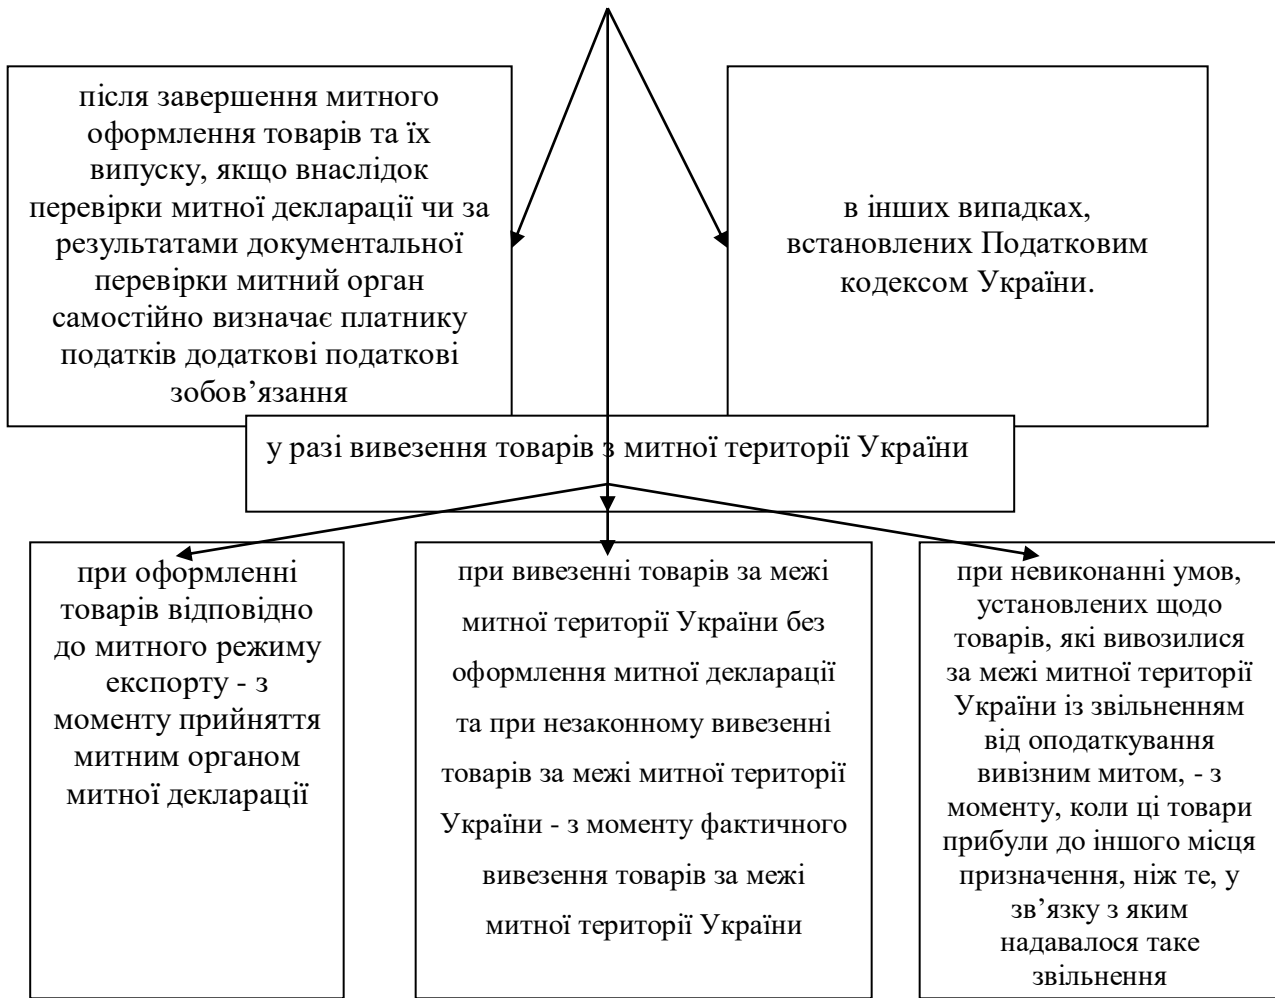 після завершення митного
оформлення товарів та їх
випуску, якщо внаслідок
перевірки митної декларації чи за
результатами документальної
перевірки митний орган
самостійно визначає платнику
податків додаткові податкові
зобов’язання
в інших випадках,
встановлених Податковим
кодексом України.
у разі вивезення товарів з митної території України
при оформленні
товарів відповідно
до митного режиму
експорту - з
моменту прийняття
митним органом
митної декларації
при вивезенні товарів за межі
митної території України без
оформлення митної декларації
та при незаконному вивезенні
товарів за межі митної території
України - з моменту фактичного
вивезення товарів за межі
митної території України
при невиконанні умов,
установлених щодо
товарів, які вивозилися
за межі митної території
України із звільненням
від оподаткування
вивізним митом, - з
моменту, коли ці товари
прибули до іншого місця
призначення, ніж те, у
зв’язку з яким
надавалося таке
звільнення